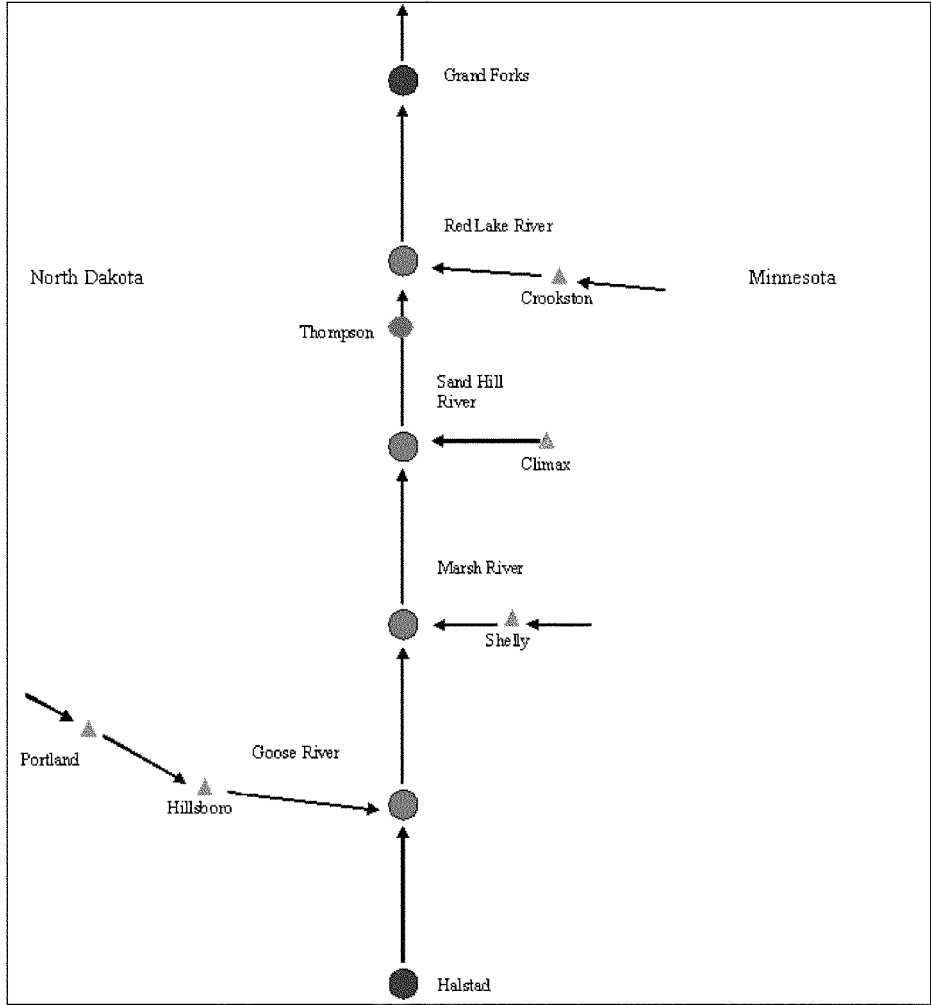 Grand Forks
Red Lake River
North Dakota
Minnesota
Crookston
Thompson
Sand Hill
River
Climax
Marsh River
Shelly
Goose River
Portland
Hillsboro
Halstad